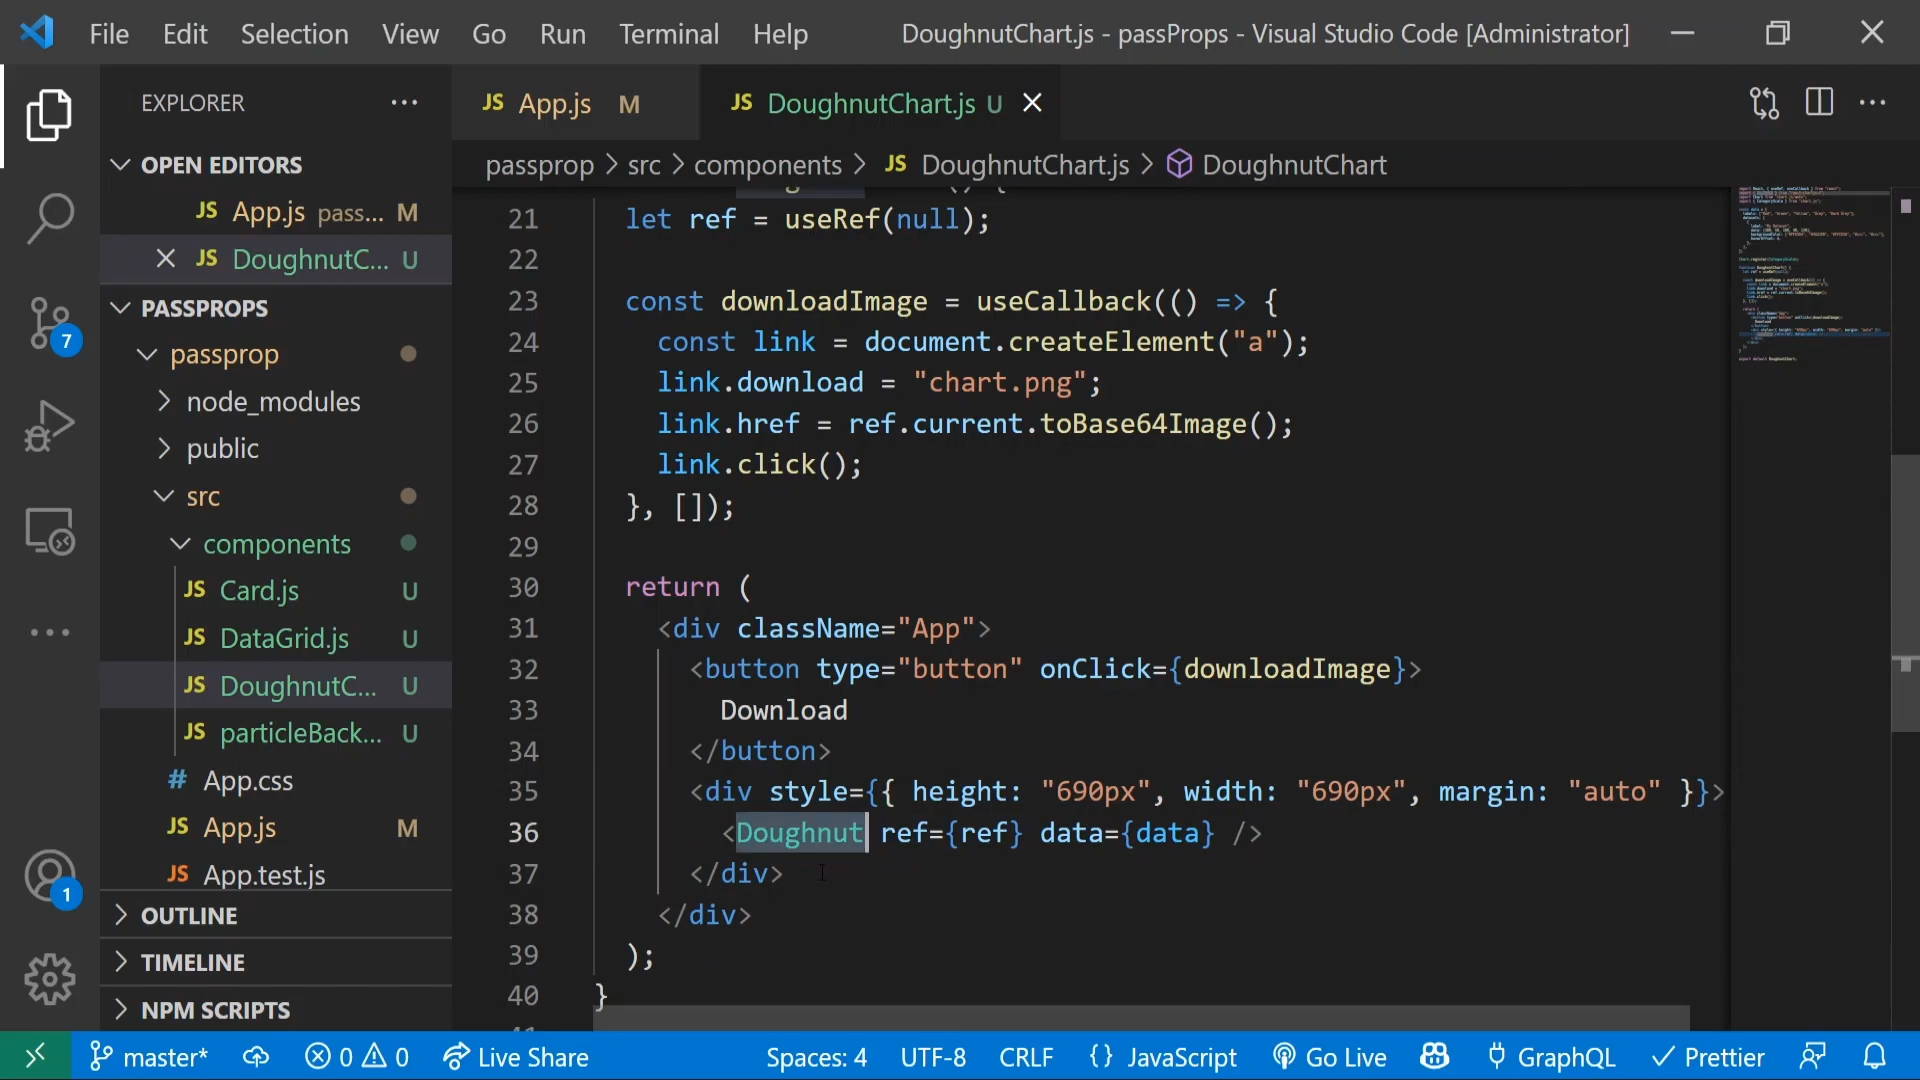 File Edit Selection View Go Run Terminal Help DoughnutChart.js - passProps - Visual Studio Code [Administrator]
EXPLORER
JS App.js M
JS DoughnutChart.js U
OPEN EDITORS
passprop > src > components > JS DoughnutChart.js > DoughnutChart
JS App.js pass... M
JS DoughnutC... U
PASSPROPS
7
passprop
node_modules
public
src
components
JS Card.js U
JS DataGrid.js U
JS DoughnutC... U
JS particleBack... U
# App.css
JS App.js M
JS App.test.js
1
OUTLINE
TIMELINE
NPM SCRIPTS
21 let ref = useRef(null);
22
23 const downloadImage = useCallback(() => {
24 const link = document.createElement("a");
25 link.download = "chart.png";
26 link.href = ref.current.toBase64Image();
27 link.click();
28 }, []);
29
30 return (
31 <div className="App">
32 <button type="button" onClick={downloadImage}>
33 Download
34 </button>
35 <div style={{ height: "690px", width: "690px", margin: "auto" }}>
36 <Doughnut ref={ref} data={data} />
37 </div>
38 </div>
39 );
40 }
master* 0 0 Live Share Spaces: 4 UTF-8 CRLF {} JavaScript Go Live GraphQL Prettier